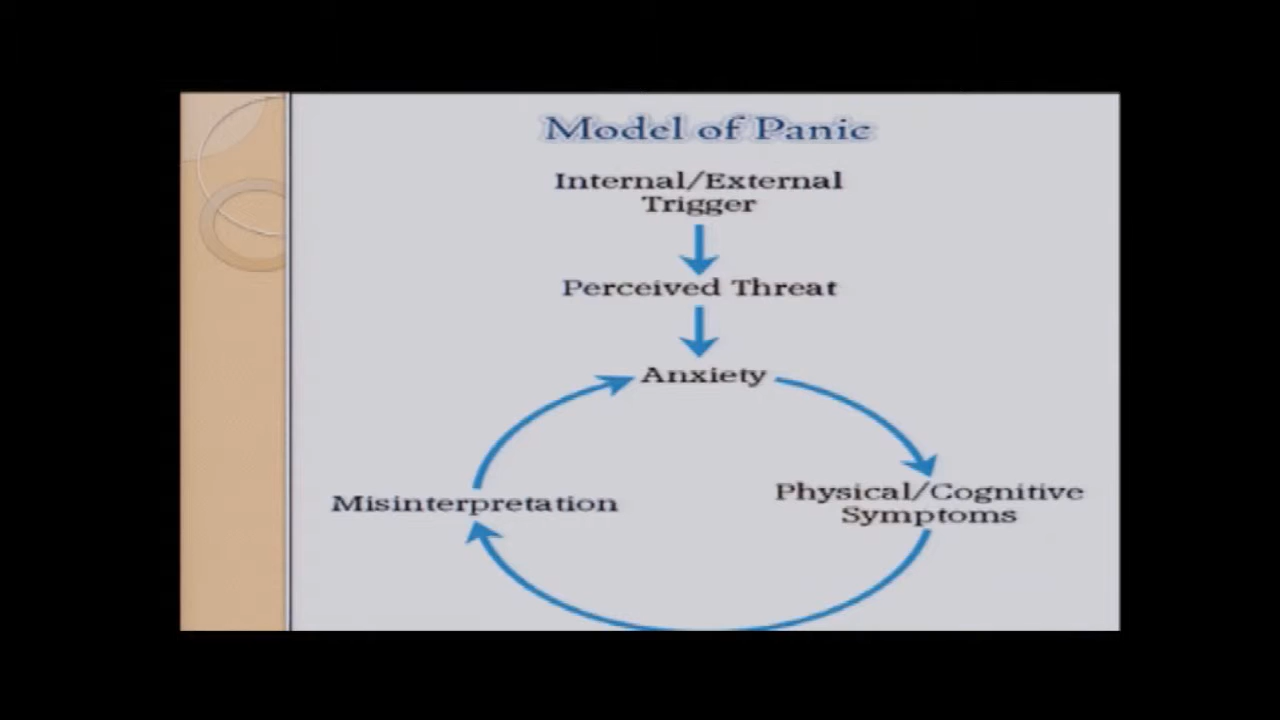 Model of Panic
Internal/External
Trigger
Perceived Threat
Anxiety
Misinterpretation
Physical/Cognitive
Symptoms